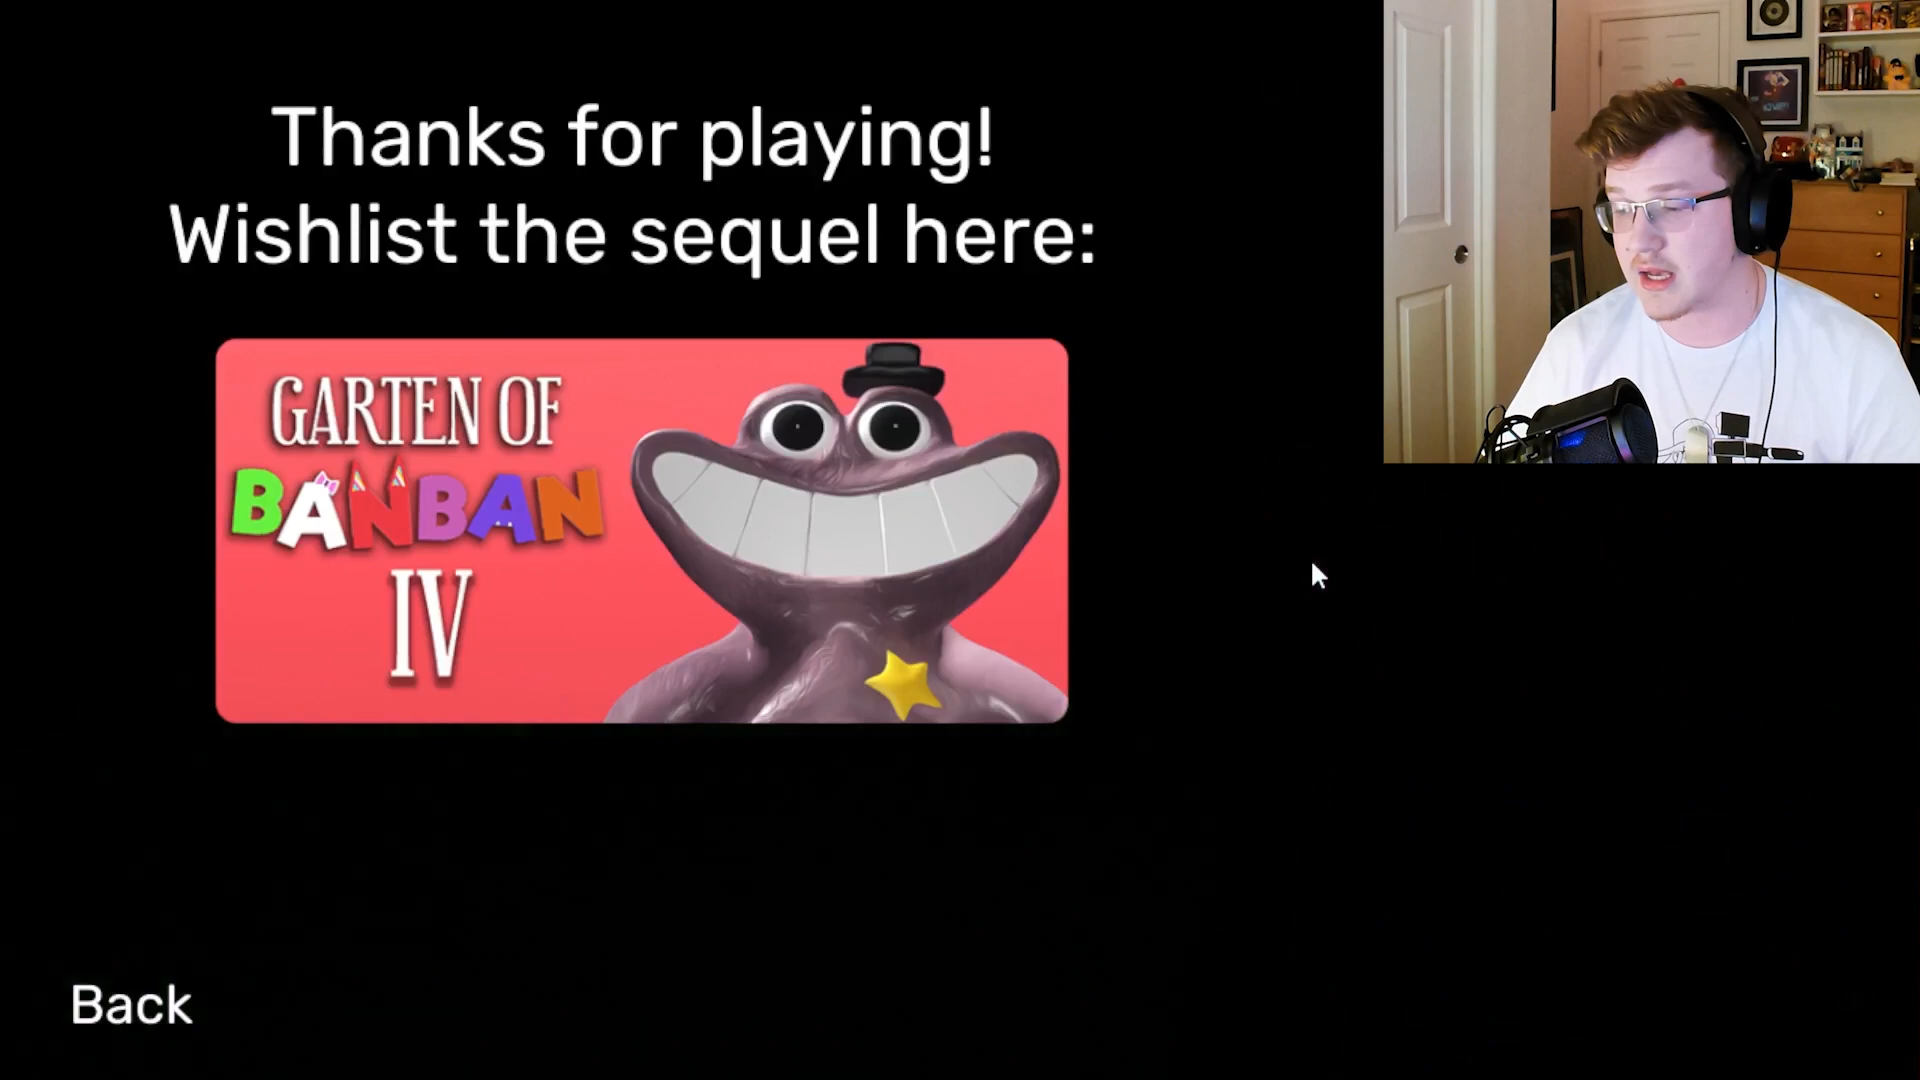 Thanks for playing!
Wishlist the sequel here:
GARTEN OF
BANBAN
IV
Back